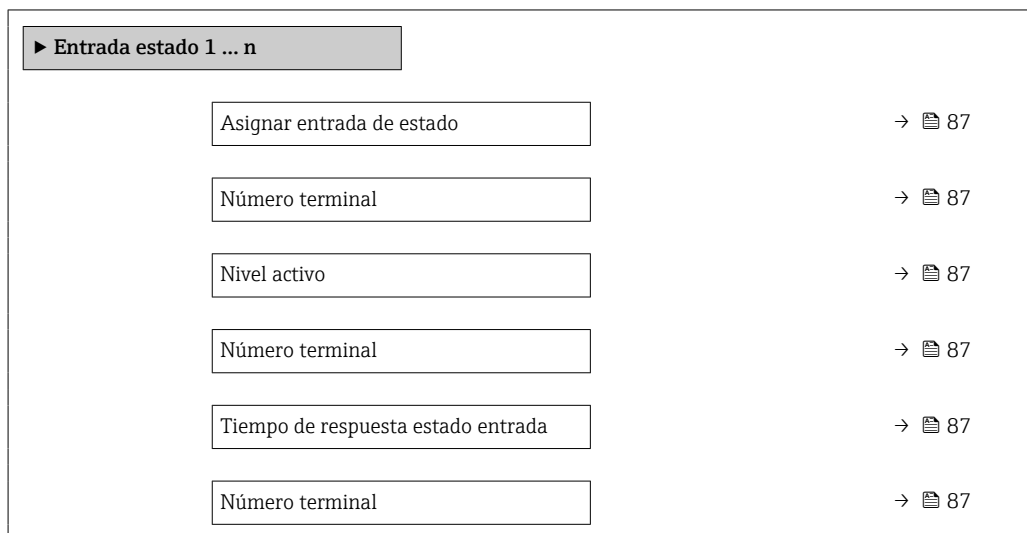 ▶ Entrada estado 1 … n
Asignar entrada de estado → 87
Número terminal → 87
Nivel activo → 87
Número terminal → 87
Tiempo de respuesta estado entrada → 87
Número terminal → 87